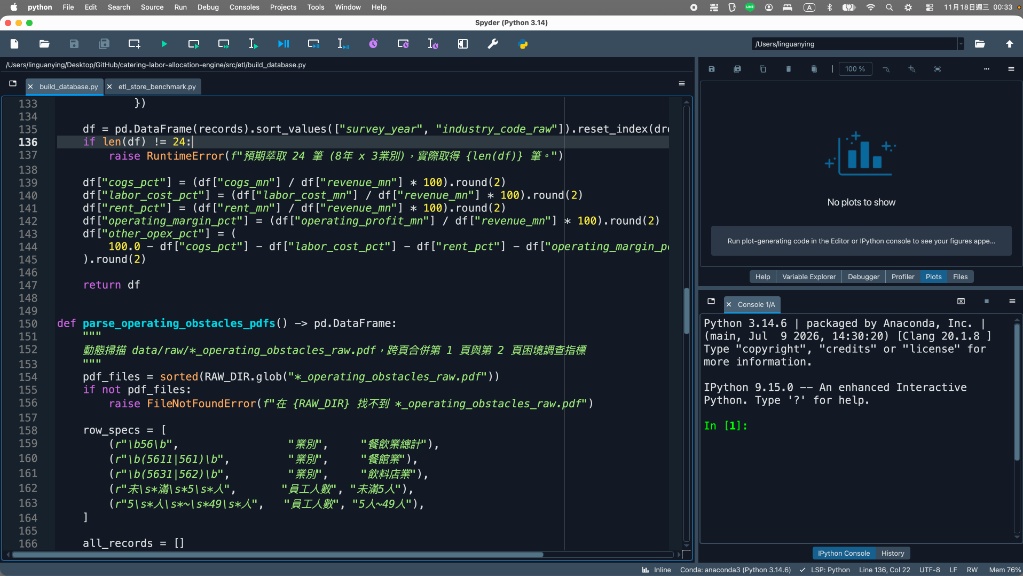 python File Edit Search Source Run Debug Consoles Projects Tools Window Help 11月18日週三 00:33
Spyder (Python 3.14)
/Users/linguanying
/Users/linguanying/Desktop/GitHub/catering-labor-allocation-engine/src/etl/build_database.py
build_database.py etl_store_benchmark.py
133 })
134
135 df = pd.DataFrame(records).sort_values(["survey_year", "industry_code_raw"]).reset_index(dro
136 if len(df) != 24:
137 raise RuntimeError(f"預期萃取 24 筆 (8年 x 3業別)，實際取得 {len(df)} 筆。")
138
139 df["cogs_pct"] = (df["cogs_mn"] / df["revenue_mn"] * 100).round(2)
140 df["labor_cost_pct"] = (df["labor_cost_mn"] / df["revenue_mn"] * 100).round(2)
141 df["rent_pct"] = (df["rent_mn"] / df["revenue_mn"] * 100).round(2)
142 df["operating_margin_pct"] = (df["operating_profit_mn"] / df["revenue_mn"] * 100).round(2)
143 df["other_opex_pct"] = (
144 100.0 - df["cogs_pct"] - df["labor_cost_pct"] - df["rent_pct"] - df["operating_margin_p
145 ).round(2)
146
147 return df
148
149
150 def parse_operating_obstacles_pdfs() -> pd.DataFrame:
151 """
152 動態掃描 data/raw/*_operating_obstacles_raw.pdf，跨頁合併第 1 頁與第 2 頁困境調查指標
153 """
154 pdf_files = sorted(RAW_DIR.glob("*_operating_obstacles_raw.pdf"))
155 if not pdf_files:
156 raise FileNotFoundError(f"在 {RAW_DIR} 找不到 *_operating_obstacles_raw.pdf")
157
158 row_specs = [
159 (r"\b56\b", "業別", "餐飲業總計"),
160 (r"\b(5611|561)\b", "業別", "餐館業"),
161 (r"\b(5631|562)\b", "業別", "飲料店業"),
162 (r"未\s*滿\s*5\s*人", "員工人數", "未滿5人"),
163 (r"5\s*人\s*~\s*49\s*人", "員工人數", "5人~49人"),
164 ]
165
166 all_records = []
100 %
No plots to show
Run plot-generating code in the Editor or IPython console to see your figures appe...
Help Variable Explorer Debugger Profiler Plots Files
Console 1/A
Python 3.14.6 | packaged by Anaconda, Inc. |
(main, Jul 9 2026, 14:30:20) [Clang 20.1.8 ]
Type "copyright", "credits" or "license" for
more information.
IPython 9.15.0 -- An enhanced Interactive
Python. Type '?' for help.
In [1]:
IPython Console History
Inline Conda: anaconda3 (Python 3.14.6) LSP: Python Line 136, Col 22 UTF-8 LF RW Mem 76%